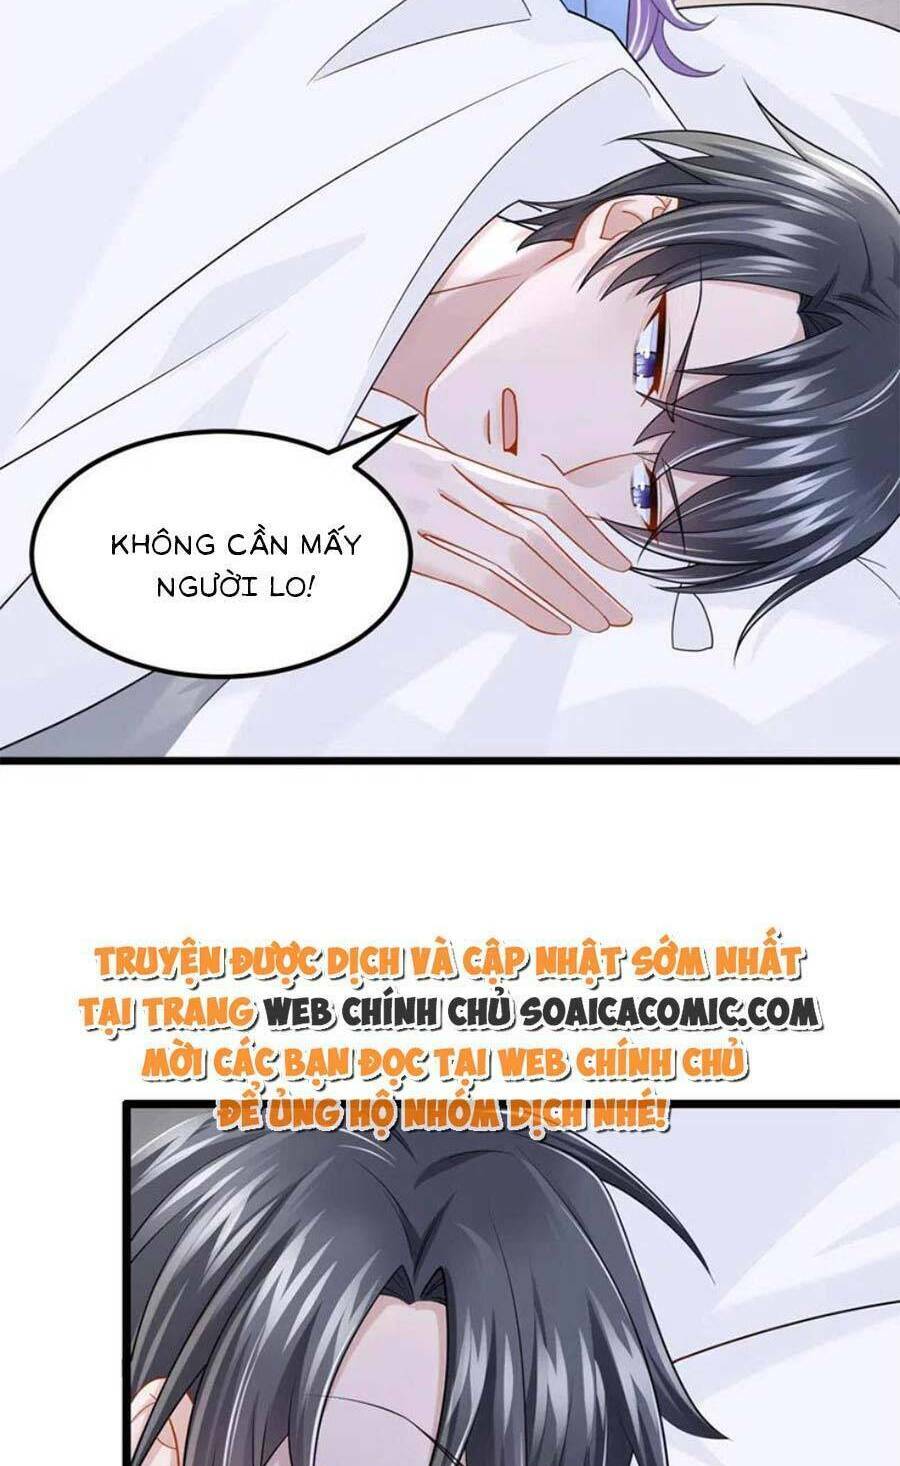 KHÔNG CẦN MẤY
NGƯỜI LO!
TRUYỆN ĐƯỢC DỊCH VÀ CẬP NHẬT SỚM NHẤT
TẠI TRANG WEB CHÍNH CHỦ SOAICACOMIC.COM
MỜI CÁC BẠN ĐỌC TẠI WEB CHÍNH CHỦ
ĐỂ ỦNG HỘ NHÓM DỊCH NHÉ!